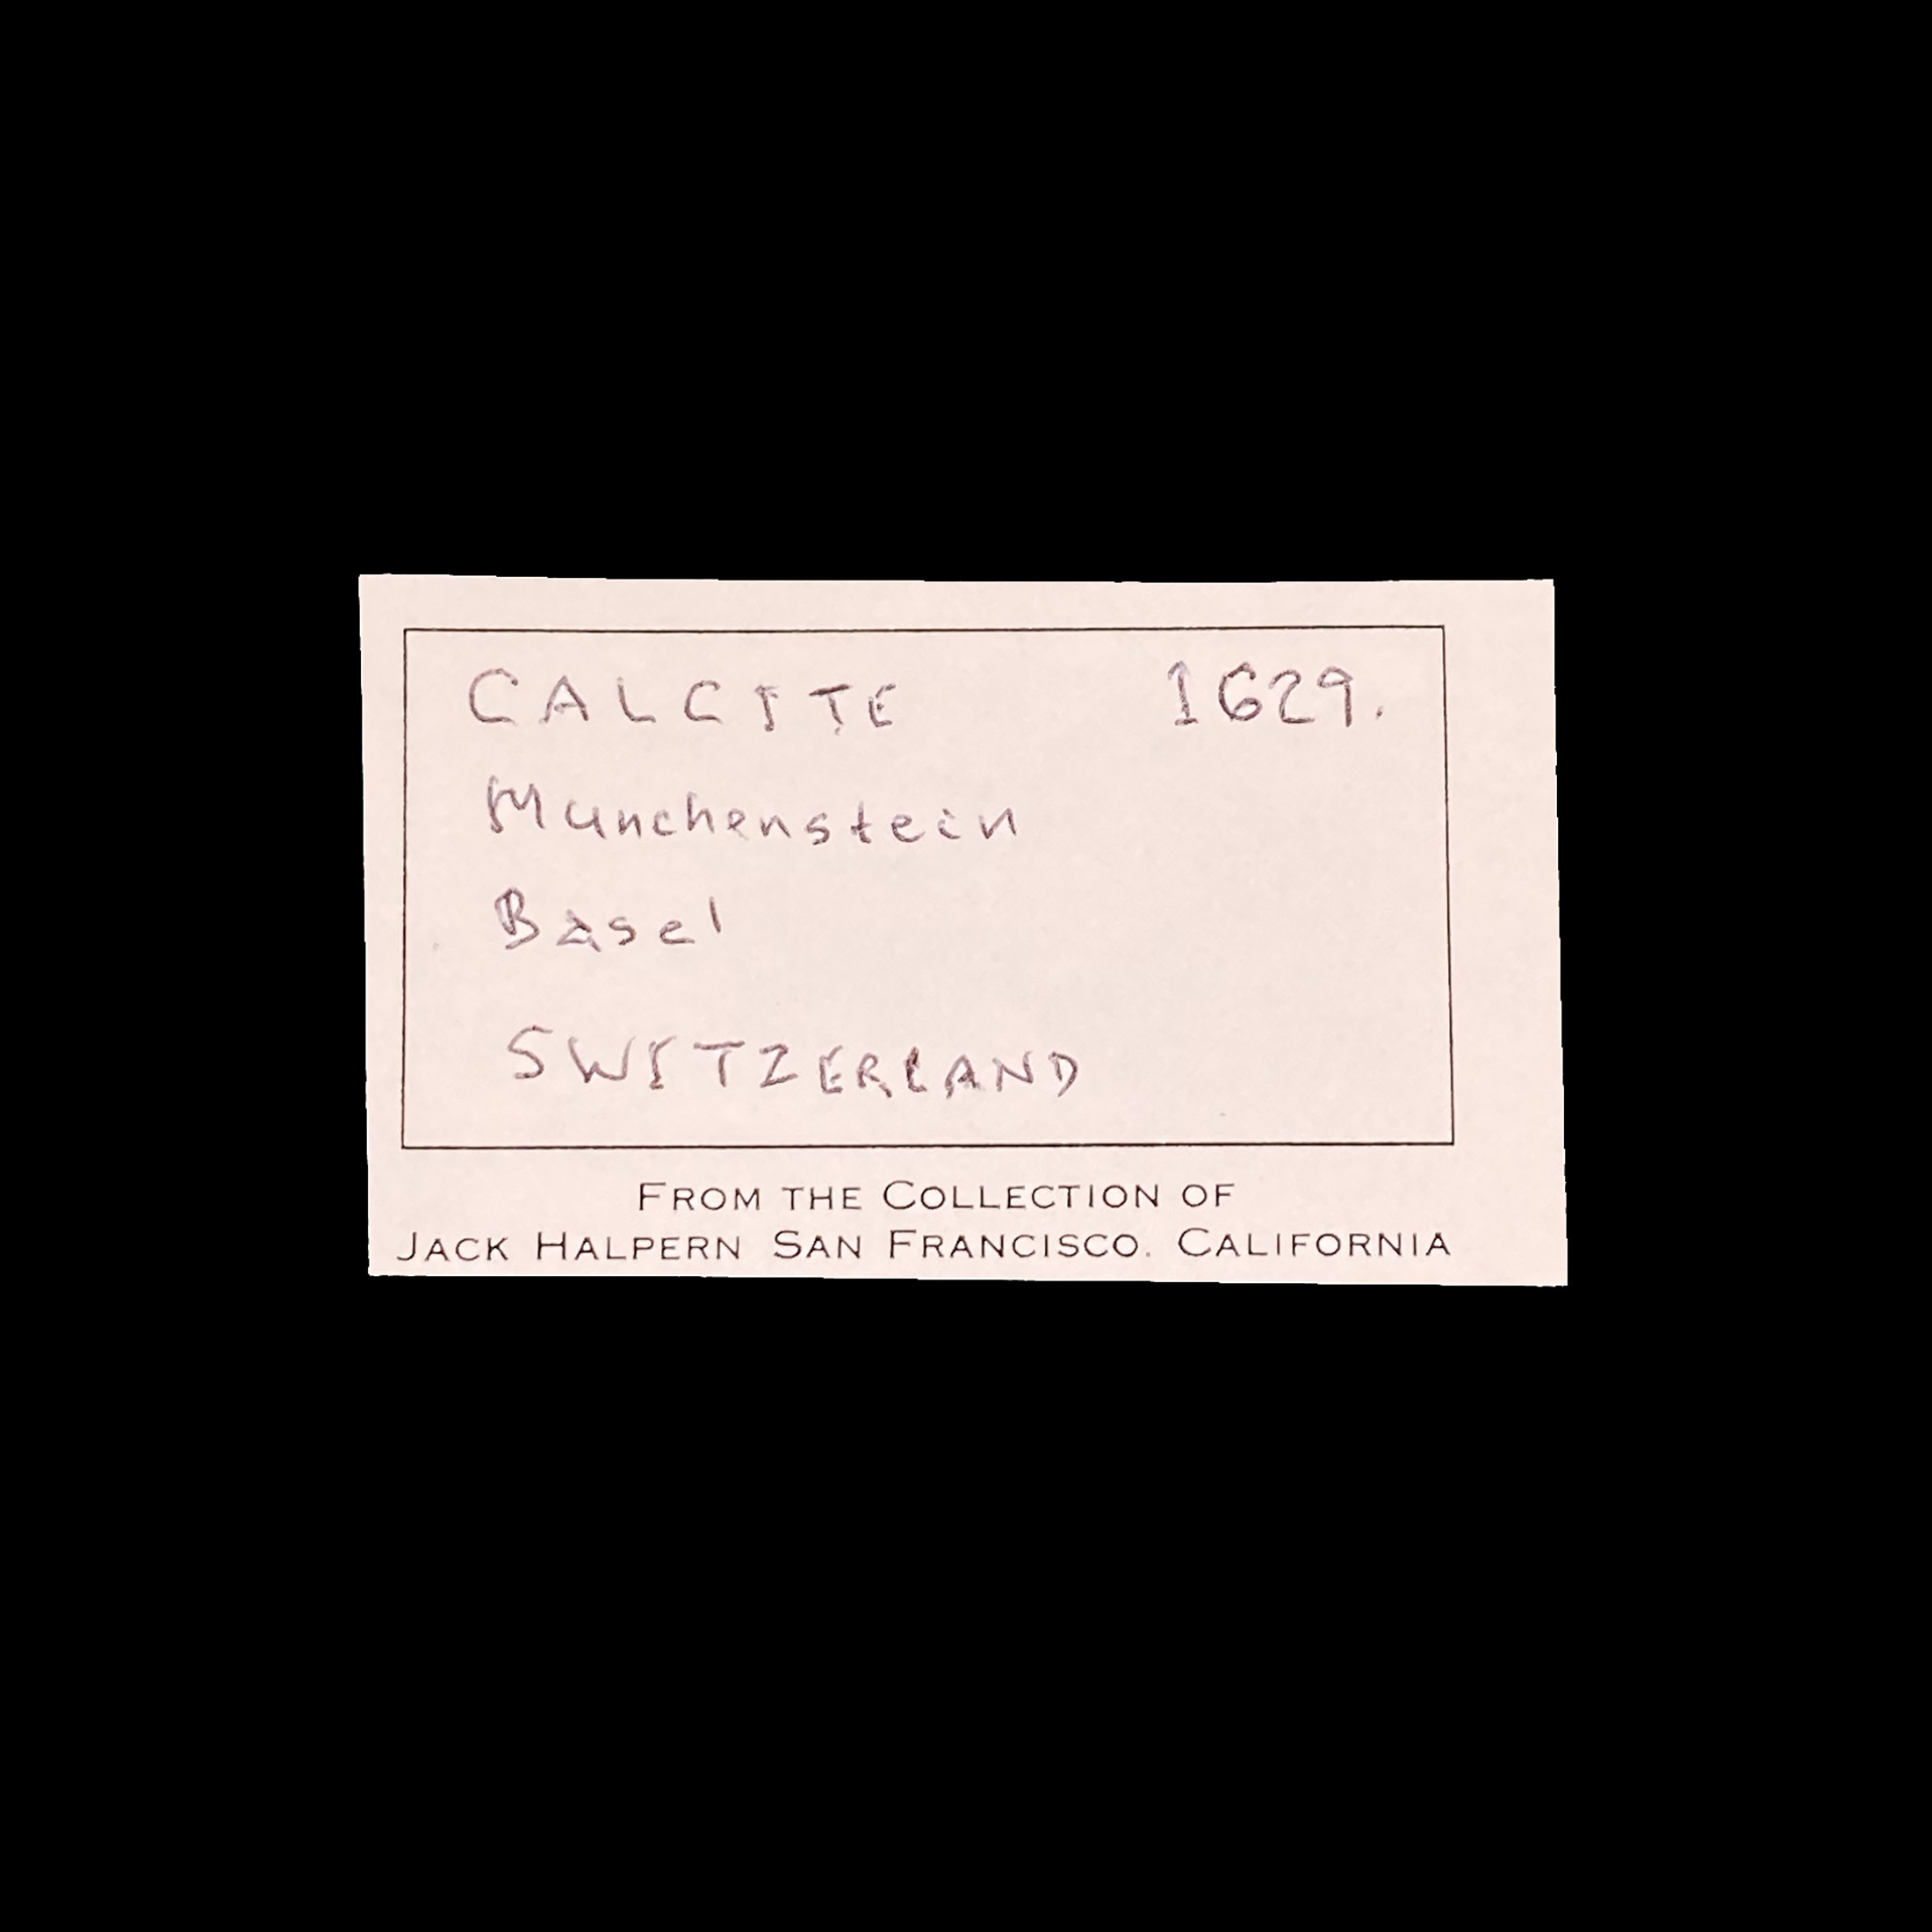 CALCITE 1629.
Munchenstein
Basel
SWITZERLAND
FROM THE COLLECTION OF
JACK HALPERN SAN FRANCISCO. CALIFORNIA